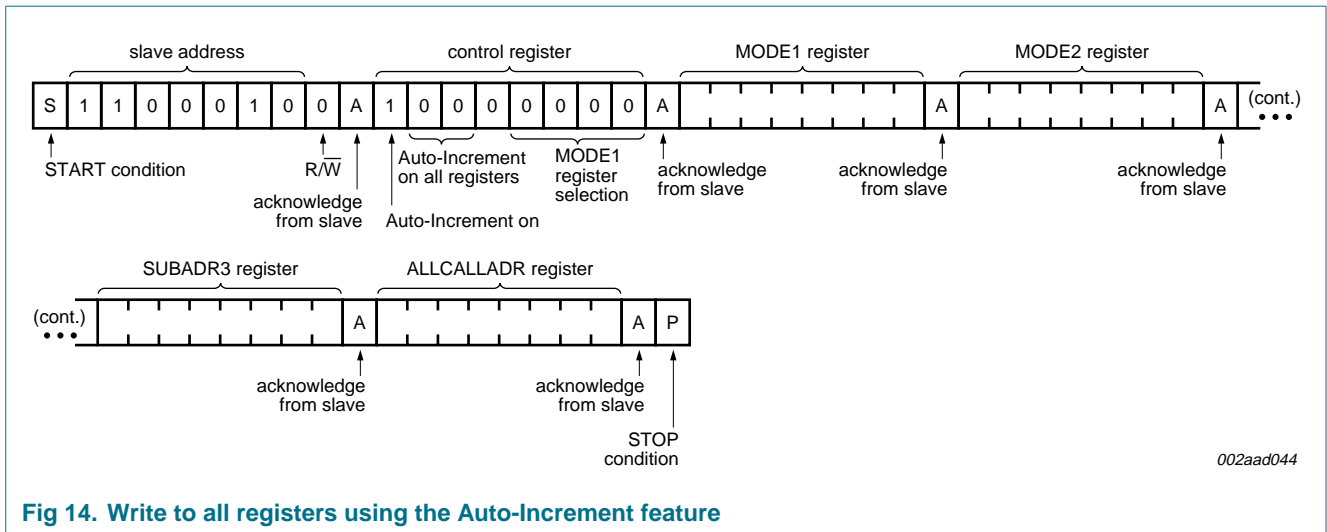 slave address control register MODE1 register MODE2 register
S 1 1 0 0 0 1 0 0 A 1 0 0 0 0 0 0 0 A A A (cont.)
START condition R/W̅ Auto-Increment on all registers MODE1 register selection acknowledge from slave acknowledge from slave acknowledge from slave
acknowledge from slave Auto-Increment on
SUBADR3 register ALLCALLADR register
(cont.) A A P
acknowledge from slave acknowledge from slave
STOP condition
002aad044
Fig 14. Write to all registers using the Auto-Increment feature